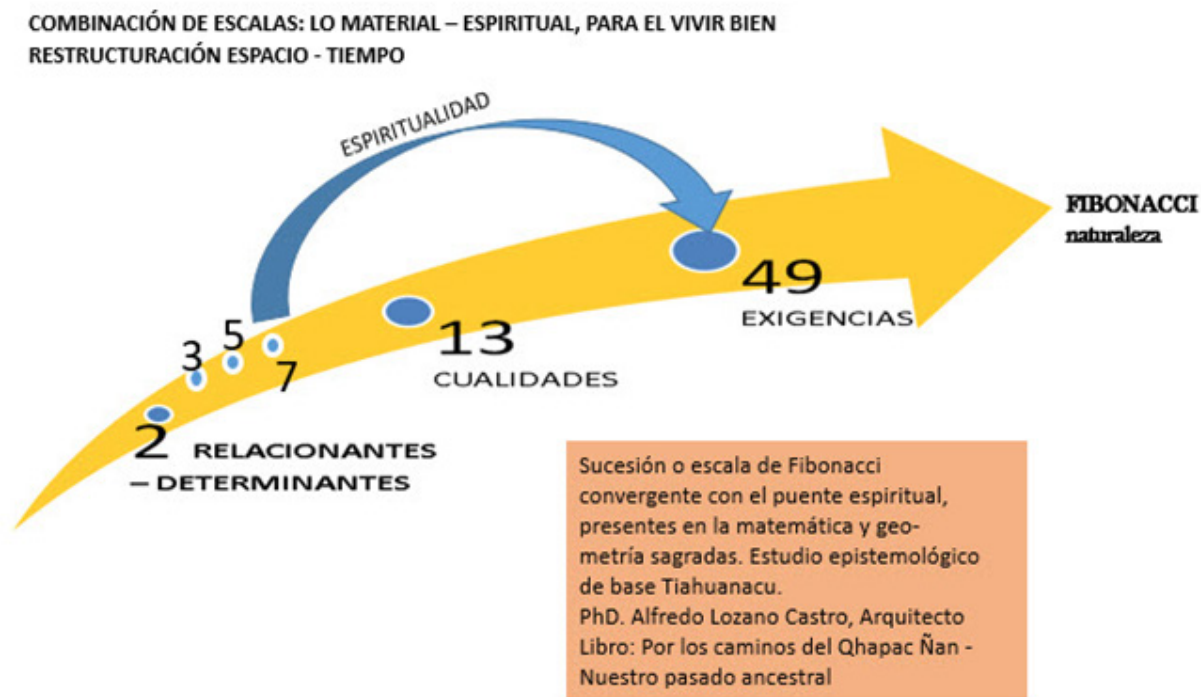 COMBINACIÓN DE ESCALAS: LO MATERIAL – ESPIRITUAL, PARA EL VIVIR BIEN
RESTRUCTURACIÓN ESPACIO - TIEMPO
ESPIRITUALIDAD
FIBONACCI
naturaleza
49
EXIGENCIAS
13
CUALIDADES
3
5
7
2 RELACIONANTES
– DETERMINANTES
Sucesión o escala de Fibonacci
convergente con el puente espiritual,
presentes en la matemática y geo-
metría sagradas. Estudio epistemológico
de base Tiahuanacu.
PhD. Alfredo Lozano Castro, Arquitecto
Libro: Por los caminos del Qhapac Ñan -
Nuestro pasado ancestral